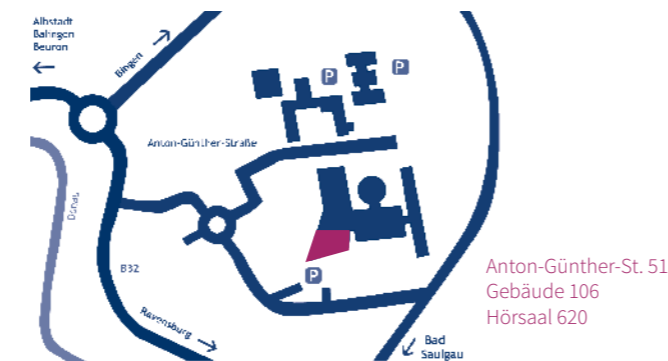 Albstadt
Balingen
Beuron
←
Bingen →
P
P
Anton-Günther-Straße
Donau
B32
P
Ravensburg →
Anton-Günther-St. 51
Gebäude 106
Hörsaal 620
Bad
Saulgau